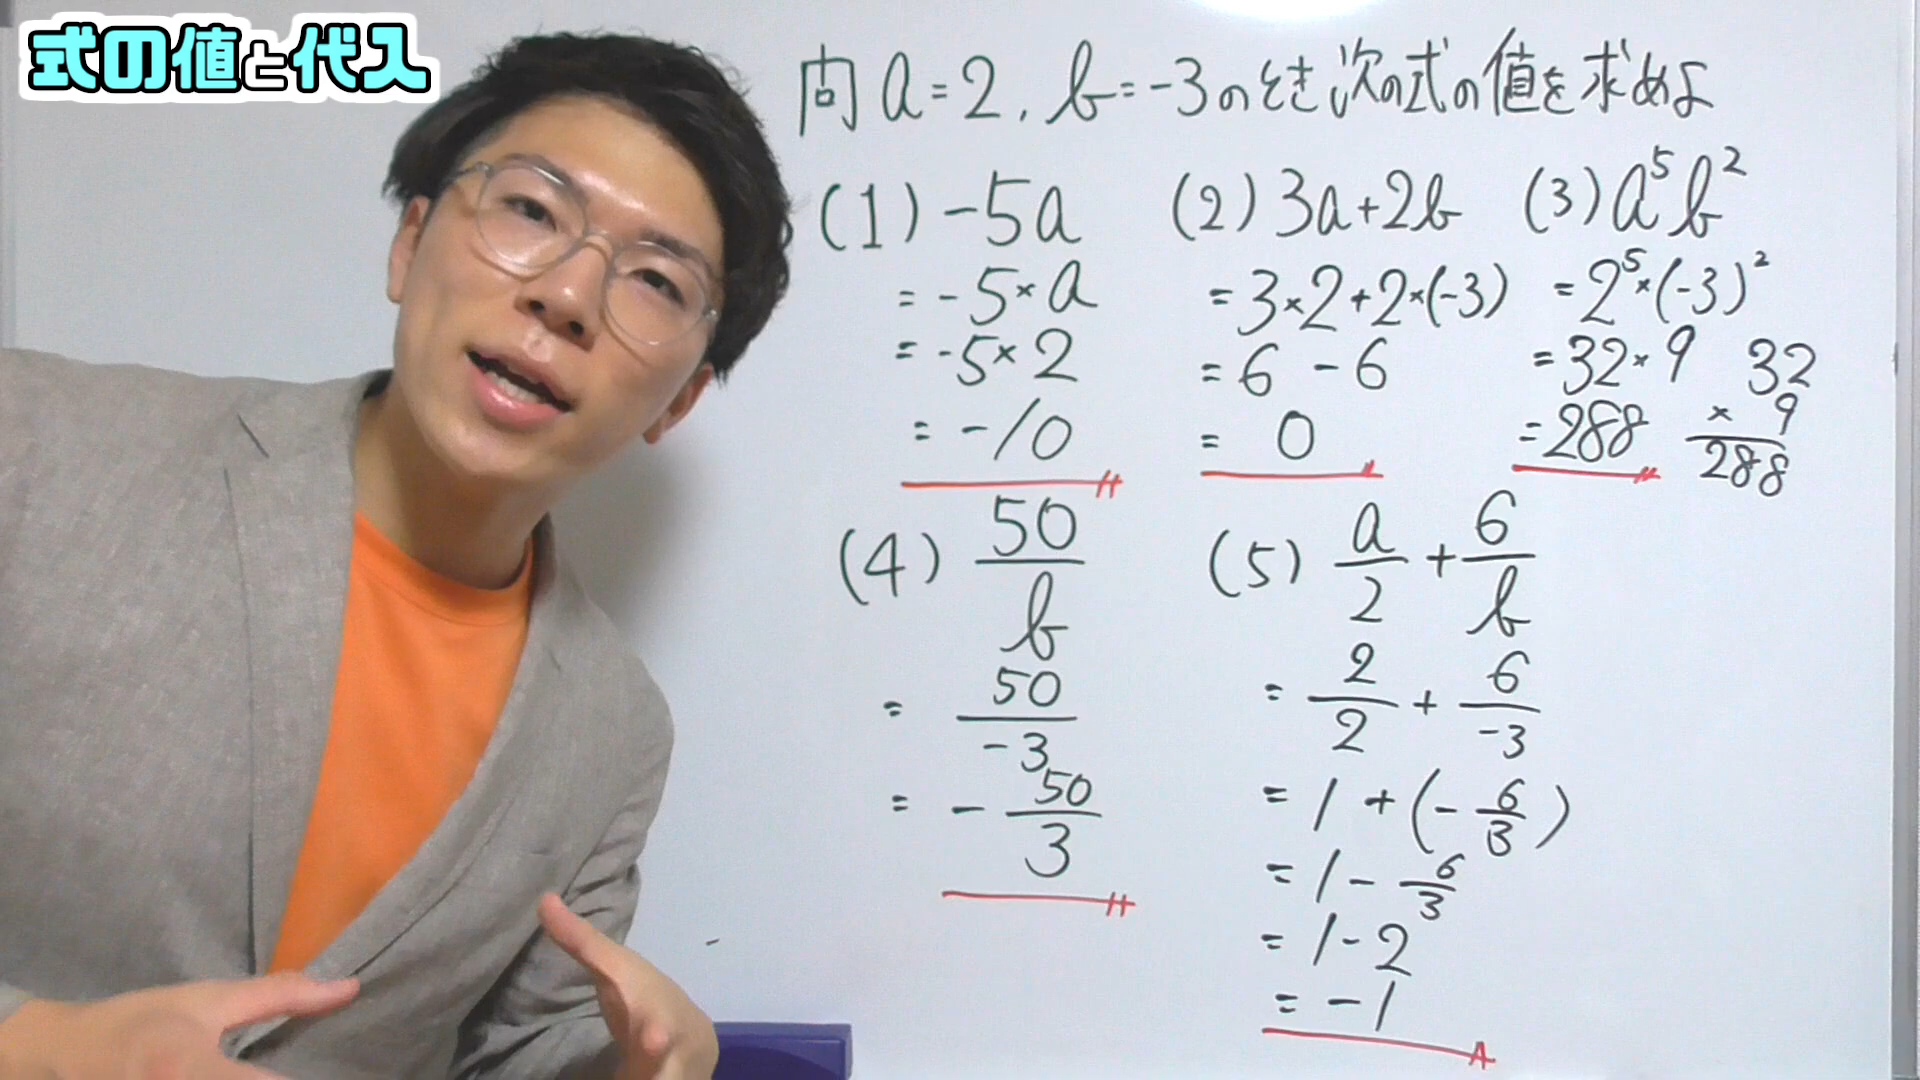 式の値と代入
問 a=2, b=-3のとき次の式の値を求めよ
(1) -5a
= -5×a
= -5×2
= -10
(2) 3a+2b
= 3×2+2×(-3)
= 6 - 6
= 0
(3) a⁵b²
= 2⁵×(-3)²
= 32×9
= 288
32
× 9
288
(4) 50/b
= 50/-3
= - 50/3
(5) a/2 + 6/b
= 2/2 + 6/-3
= 1 + (- 6/3)
= 1 - 6/3
= 1 - 2
= -1